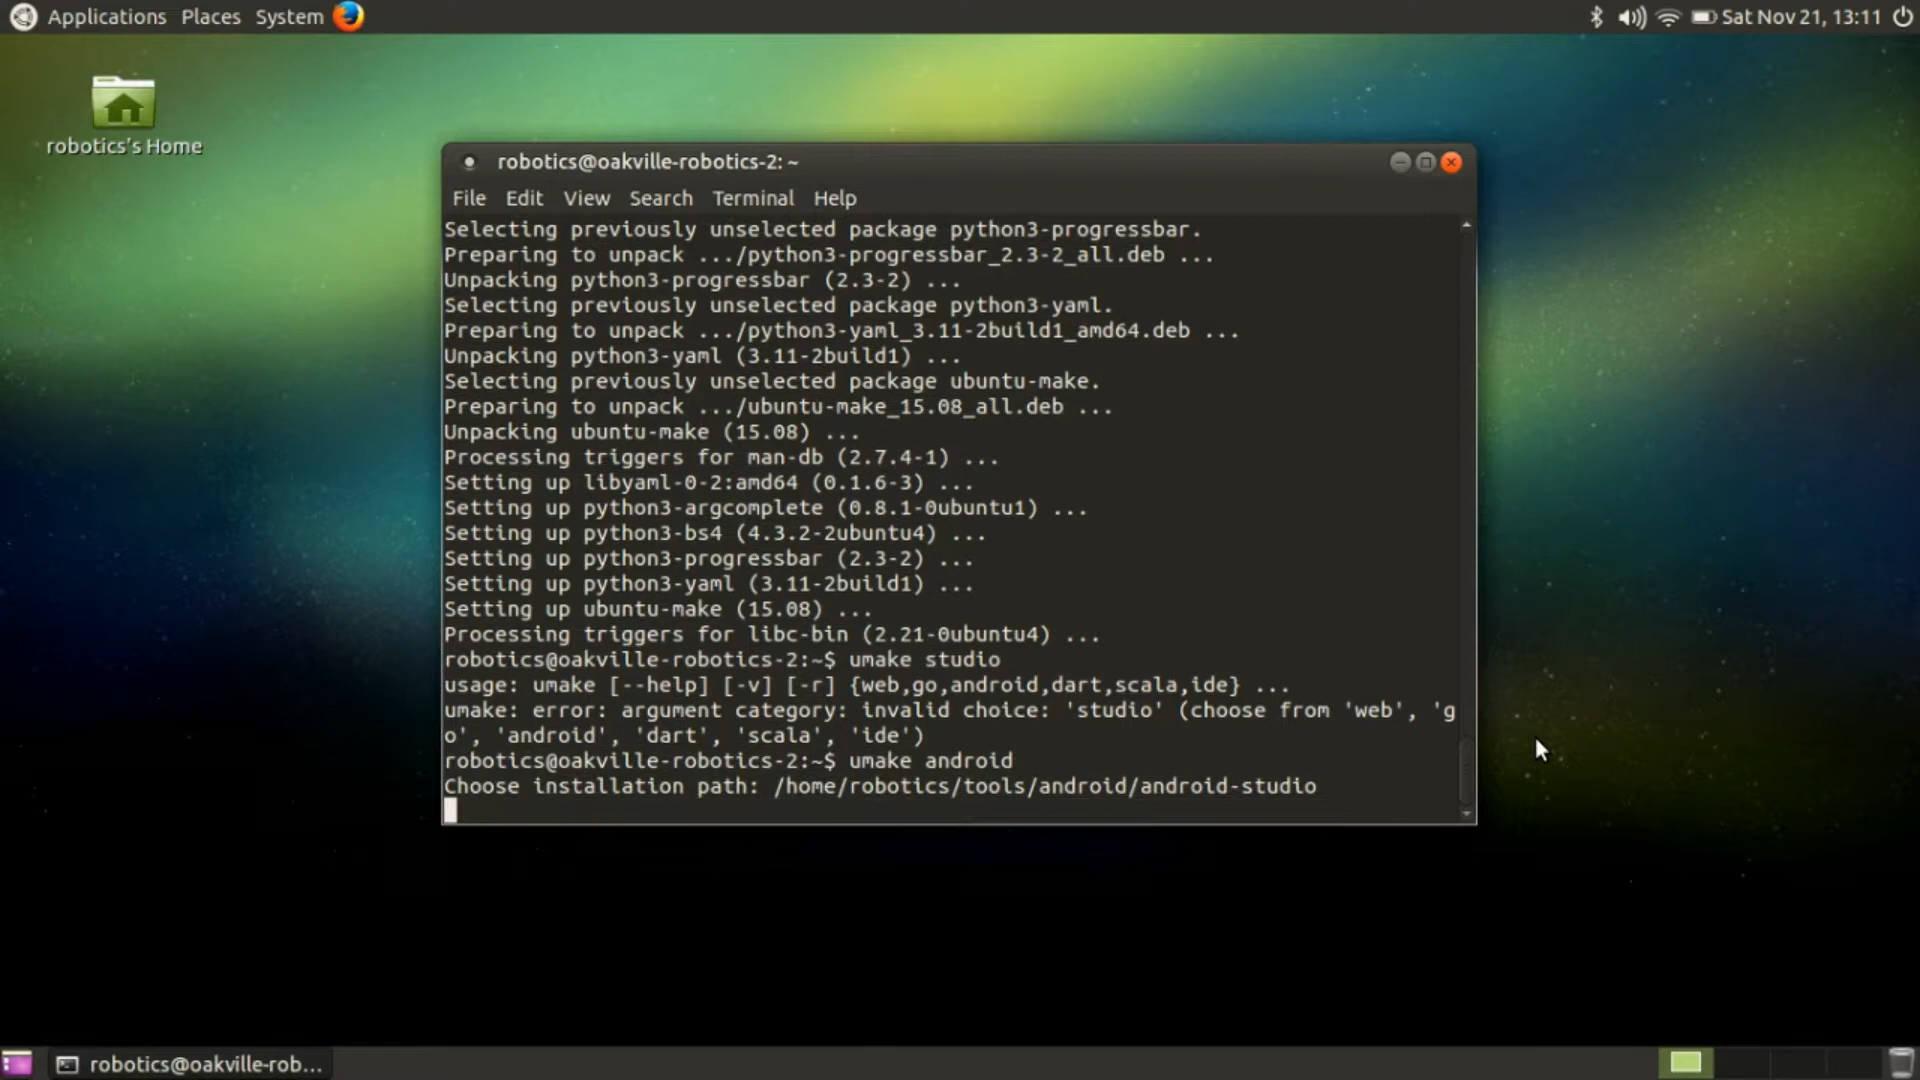 Applications Places System
Sat Nov 21, 13:11
robotics's Home
robotics@oakville-robotics-2: ~
File Edit View Search Terminal Help
Selecting previously unselected package python3-progressbar.
Preparing to unpack .../python3-progressbar_2.3-2_all.deb ...
Unpacking python3-progressbar (2.3-2) ...
Selecting previously unselected package python3-yaml.
Preparing to unpack .../python3-yaml_3.11-2build1_amd64.deb ...
Unpacking python3-yaml (3.11-2build1) ...
Selecting previously unselected package ubuntu-make.
Preparing to unpack .../ubuntu-make_15.08_all.deb ...
Unpacking ubuntu-make (15.08) ...
Processing triggers for man-db (2.7.4-1) ...
Setting up libyaml-0-2:amd64 (0.1.6-3) ...
Setting up python3-argcomplete (0.8.1-0ubuntu1) ...
Setting up python3-bs4 (4.3.2-2ubuntu4) ...
Setting up python3-progressbar (2.3-2) ...
Setting up python3-yaml (3.11-2build1) ...
Setting up ubuntu-make (15.08) ...
Processing triggers for libc-bin (2.21-0ubuntu4) ...
robotics@oakville-robotics-2:~$ umake studio
usage: umake [--help] [-v] [-r] {web,go,android,dart,scala,ide} ...
umake: error: argument category: invalid choice: 'studio' (choose from 'web', 'g
o', 'android', 'dart', 'scala', 'ide')
robotics@oakville-robotics-2:~$ umake android
Choose installation path: /home/robotics/tools/android/android-studio
robotics@oakville-rob...